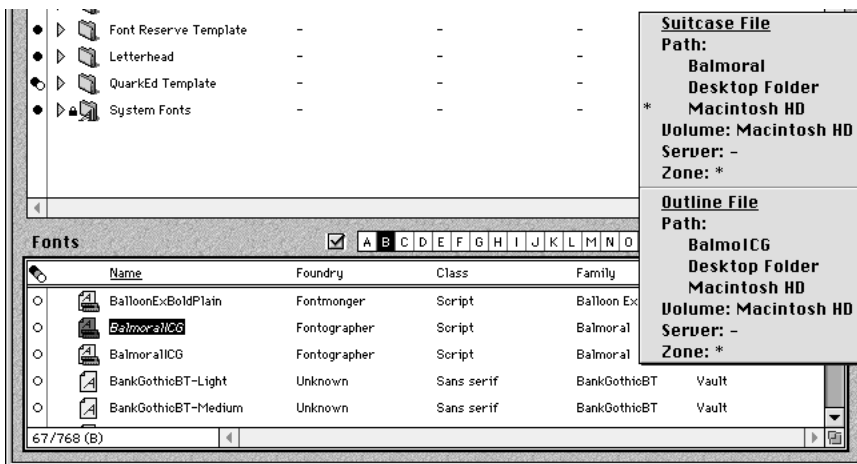 Font Reserve Template - - -
Letterhead - - -
QuarkEd Template - - -
System Fonts - - -
Suitcase File
Path:
Balmoral
Desktop Folder
* Macintosh HD
Volume: Macintosh HD
Server: -
Zone: *
Outline File
Path:
BalmoICG
Desktop Folder
Macintosh HD
Volume: Macintosh HD
Server: -
Zone: *
Fonts A B C D E F G H I J K L M N O
Name Foundry Class Family
BalloonExBoldPlain Fontmonger Script Balloon Ex
BalmoralICG Fontographer Script Balmoral
BalmoralICG Fontographer Script Balmoral
BankGothicBT-Light Unknown Sans serif BankGothicBT Vault
BankGothicBT-Medium Unknown Sans serif BankGothicBT Vault
67/768 (B)